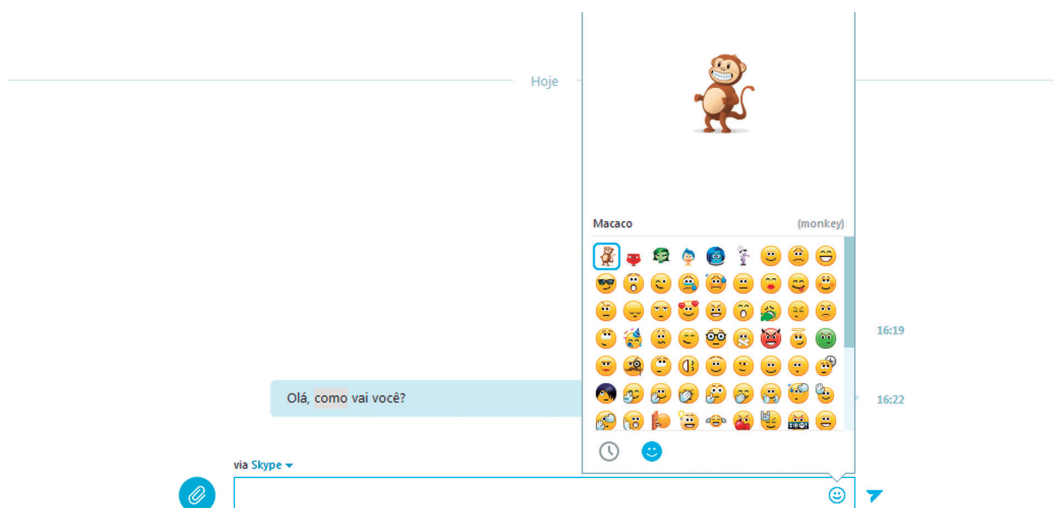 Hoje
Macaco (monkey)
16:19
Olá, como vai você?
16:22
via Skype